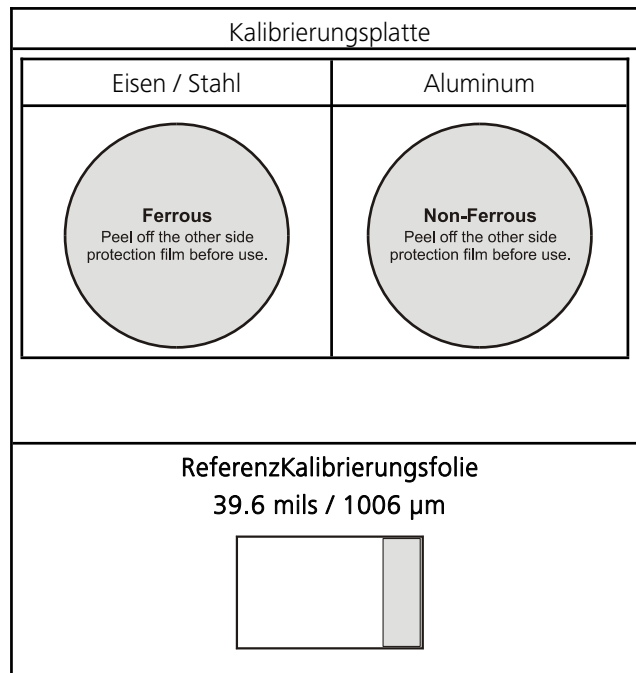 Kalibrierungsplatte
Eisen / Stahl
Aluminum
Ferrous
Peel off the other side
protection film before use.
Non-Ferrous
Peel off the other side
protection film before use.
ReferenzKalibrierungsfolie
39.6 mils / 1006 µm